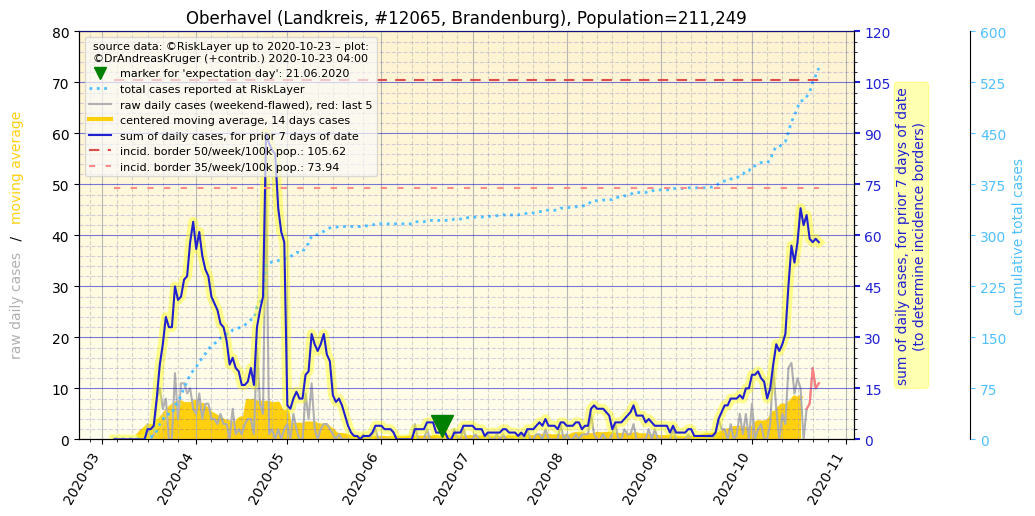 Oberhavel (Landkreis, #12065, Brandenburg), Population=211,249
source data: ©RiskLayer up to 2020-10-23 – plot:
©DrAndreasKruger (+contrib.) 2020-10-23 04:00
marker for 'expectation day': 21.06.2020
total cases reported at RiskLayer
raw daily cases (weekend-flawed), red: last 5
centered moving average, 14 days cases
sum of daily cases, for prior 7 days of date
incid. border 50/week/100k pop.: 105.62
incid. border 35/week/100k pop.: 73.94
raw daily cases / moving average
80
70
60
50
40
30
20
10
0
2020-03
2020-04
2020-05
2020-06
2020-07
2020-08
2020-09
2020-10
2020-11
120
105
90
75
60
45
30
15
0
sum of daily cases, for prior 7 days of date
(to determine incidence borders)
600
525
450
375
300
225
150
75
0
cumulative total cases